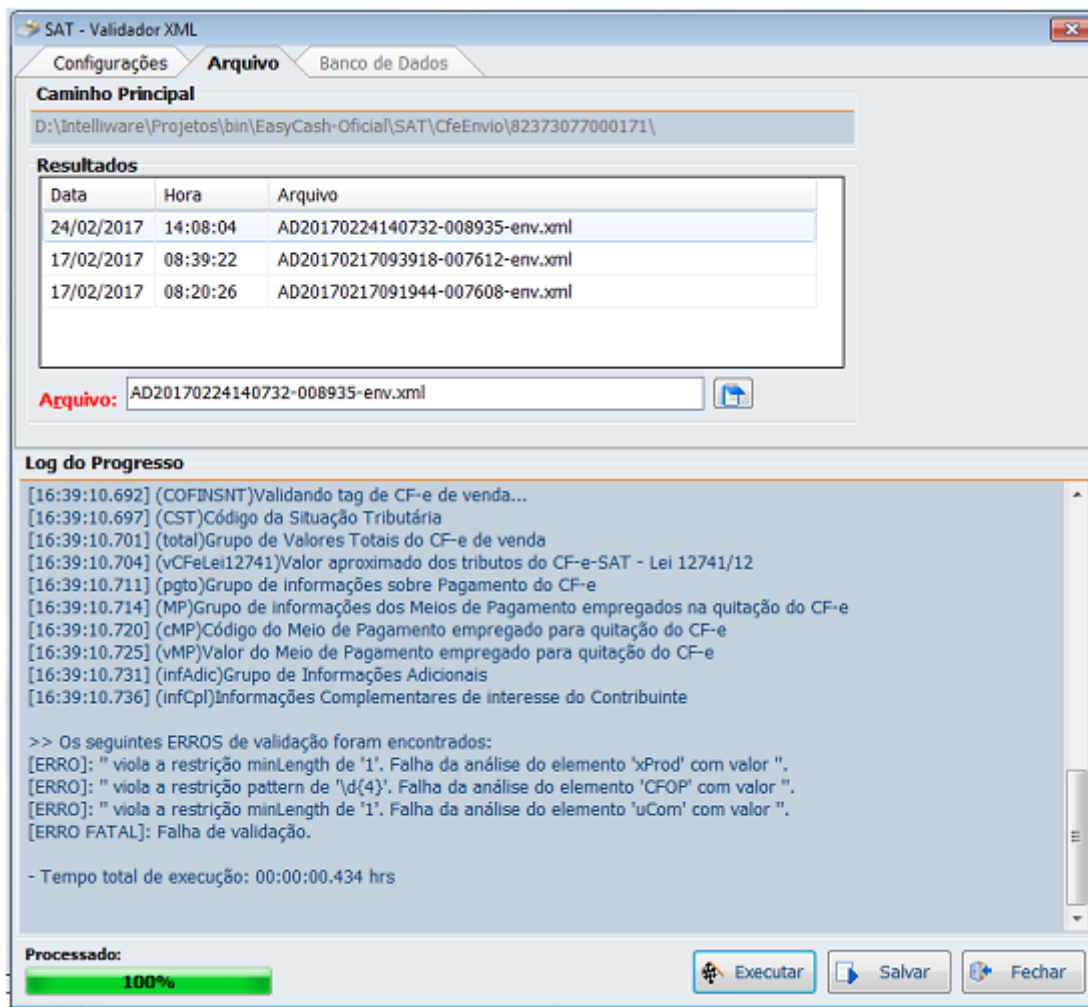 SAT - Validador XML
Configurações Arquivo Banco de Dados
Caminho Principal
D:\Intelliware\Projetos\bin\EasyCash-Oficial\SAT\CfeEnvio\82373077000171\
Resultados
Data Hora Arquivo
24/02/2017 14:08:04 AD20170224140732-008935-env.xml
17/02/2017 08:39:22 AD20170217093918-007612-env.xml
17/02/2017 08:20:26 AD20170217091944-007608-env.xml
Arquivo: AD20170224140732-008935-env.xml
Log do Progresso
[16:39:10.692] (COFINSNT)Validando tag de CF-e de venda...
[16:39:10.697] (CST)Código da Situação Tributária
[16:39:10.701] (total)Grupo de Valores Totais do CF-e de venda
[16:39:10.704] (vCFeLei12741)Valor aproximado dos tributos do CF-e-SAT - Lei 12741/12
[16:39:10.711] (pgto)Grupo de informações sobre Pagamento do CF-e
[16:39:10.714] (MP)Grupo de informações dos Meios de Pagamento empregados na quitação do CF-e
[16:39:10.720] (cMP)Código do Meio de Pagamento empregado para quitação do CF-e
[16:39:10.725] (vMP)Valor do Meio de Pagamento empregado para quitação do CF-e
[16:39:10.731] (infAdic)Grupo de Informações Adicionais
[16:39:10.736] (infCpl)Informações Complementares de interesse do Contribuinte
>> Os seguintes ERROS de validação foram encontrados:
[ERRO]: '' viola a restrição minLength de '1'. Falha da análise do elemento 'xProd' com valor ''.
[ERRO]: '' viola a restrição pattern de '\d{4}'. Falha da análise do elemento 'CFOP' com valor ''.
[ERRO]: '' viola a restrição minLength de '1'. Falha da análise do elemento 'uCom' com valor ''.
[ERRO FATAL]: Falha de validação.
- Tempo total de execução: 00:00:00.434 hrs
Processado:
100%
Executar Salvar Fechar